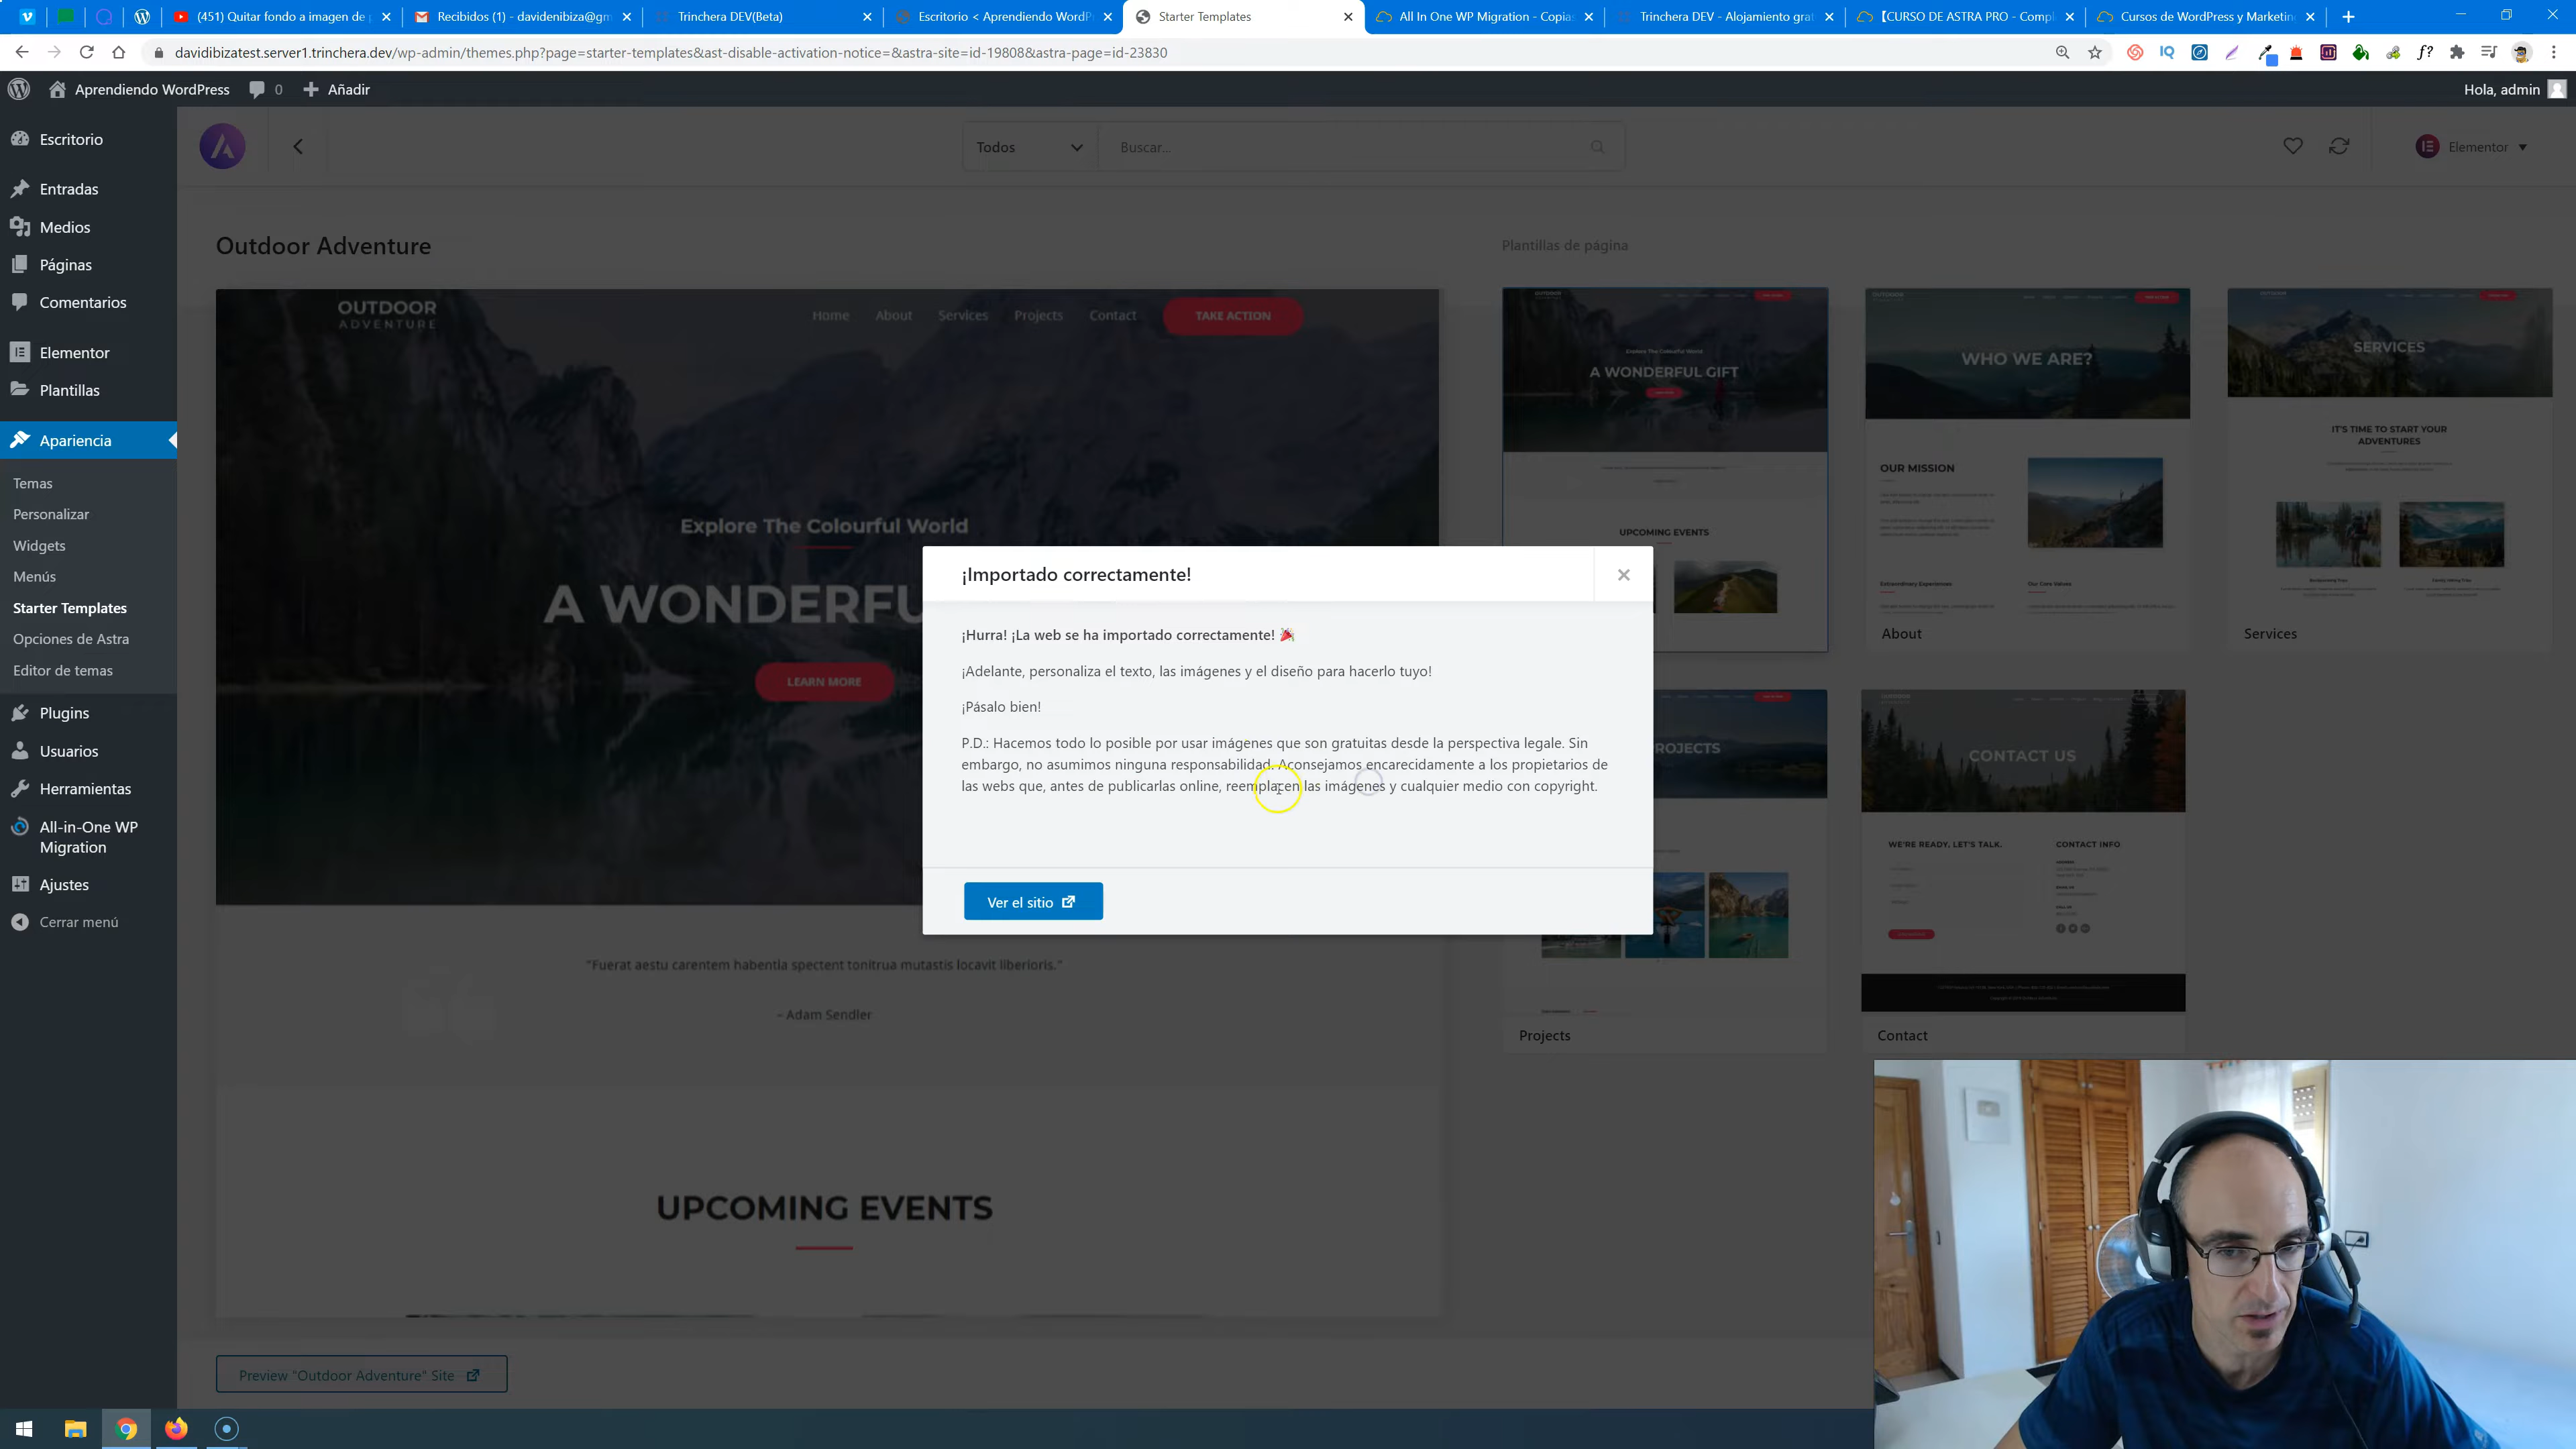 (451) Quitar fondo a imagen de
Recibidos (1) - davidenibiza@gm
Trinchera DEV(Beta)
Escritorio < Aprendiendo WordP
Starter Templates
All In One WP Migration - Copias
Trinchera DEV - Alojamiento grat
【CURSO DE ASTRA PRO - Compl
Cursos de WordPress y Marketin
davidibizatest.server1.trinchera.dev/wp-admin/themes.php?page=starter-templates&ast-disable-activation-notice=&astra-site=id-19808&astra-page=id-23830
Aprendiendo WordPress
0
Añadir
Hola, admin
Escritorio
Entradas
Medios
Páginas
Comentarios
Elementor
Plantillas
Apariencia
Temas
Personalizar
Widgets
Menús
Starter Templates
Opciones de Astra
Editor de temas
Plugins
Usuarios
Herramientas
All-in-One WP
Migration
Ajustes
Cerrar menú
Todos
Buscar...
Elementor
Outdoor Adventure
Plantillas de página
OUTDOOR
ADVENTURE
Home
About
Services
Projects
Contact
TAKE ACTION
Explore The Colourful World
A WONDERFU
LEARN MORE
"Fuerat aestu carentem habentia spectent tonitrua mutastis locavit liberioris."
- Adam Sendler
UPCOMING EVENTS
Preview "Outdoor Adventure" Site
¡Importado correctamente!
¡Hurra! ¡La web se ha importado correctamente! 🎉
¡Adelante, personaliza el texto, las imágenes y el diseño para hacerlo tuyo!
¡Pásalo bien!
P.D.: Hacemos todo lo posible por usar imágenes que son gratuitas desde la perspectiva legale. Sin
embargo, no asumimos ninguna responsabilidad. Aconsejamos encarecidamente a los propietarios de
las webs que, antes de publicarlas online, reemplacen las imágenes y cualquier medio con copyright.
Ver el sitio
Explore The Colourful World
A WONDERFUL GIFT
UPCOMING EVENTS
WHO WE ARE?
OUR MISSION
Extraordinary Experiences
Our Core Values
About
SERVICES
IT'S TIME TO START YOUR
ADVENTURES
Services
ROJECTS
Projects
CONTACT US
WE'RE READY, LET'S TALK.
CONTACT INFO
Contact